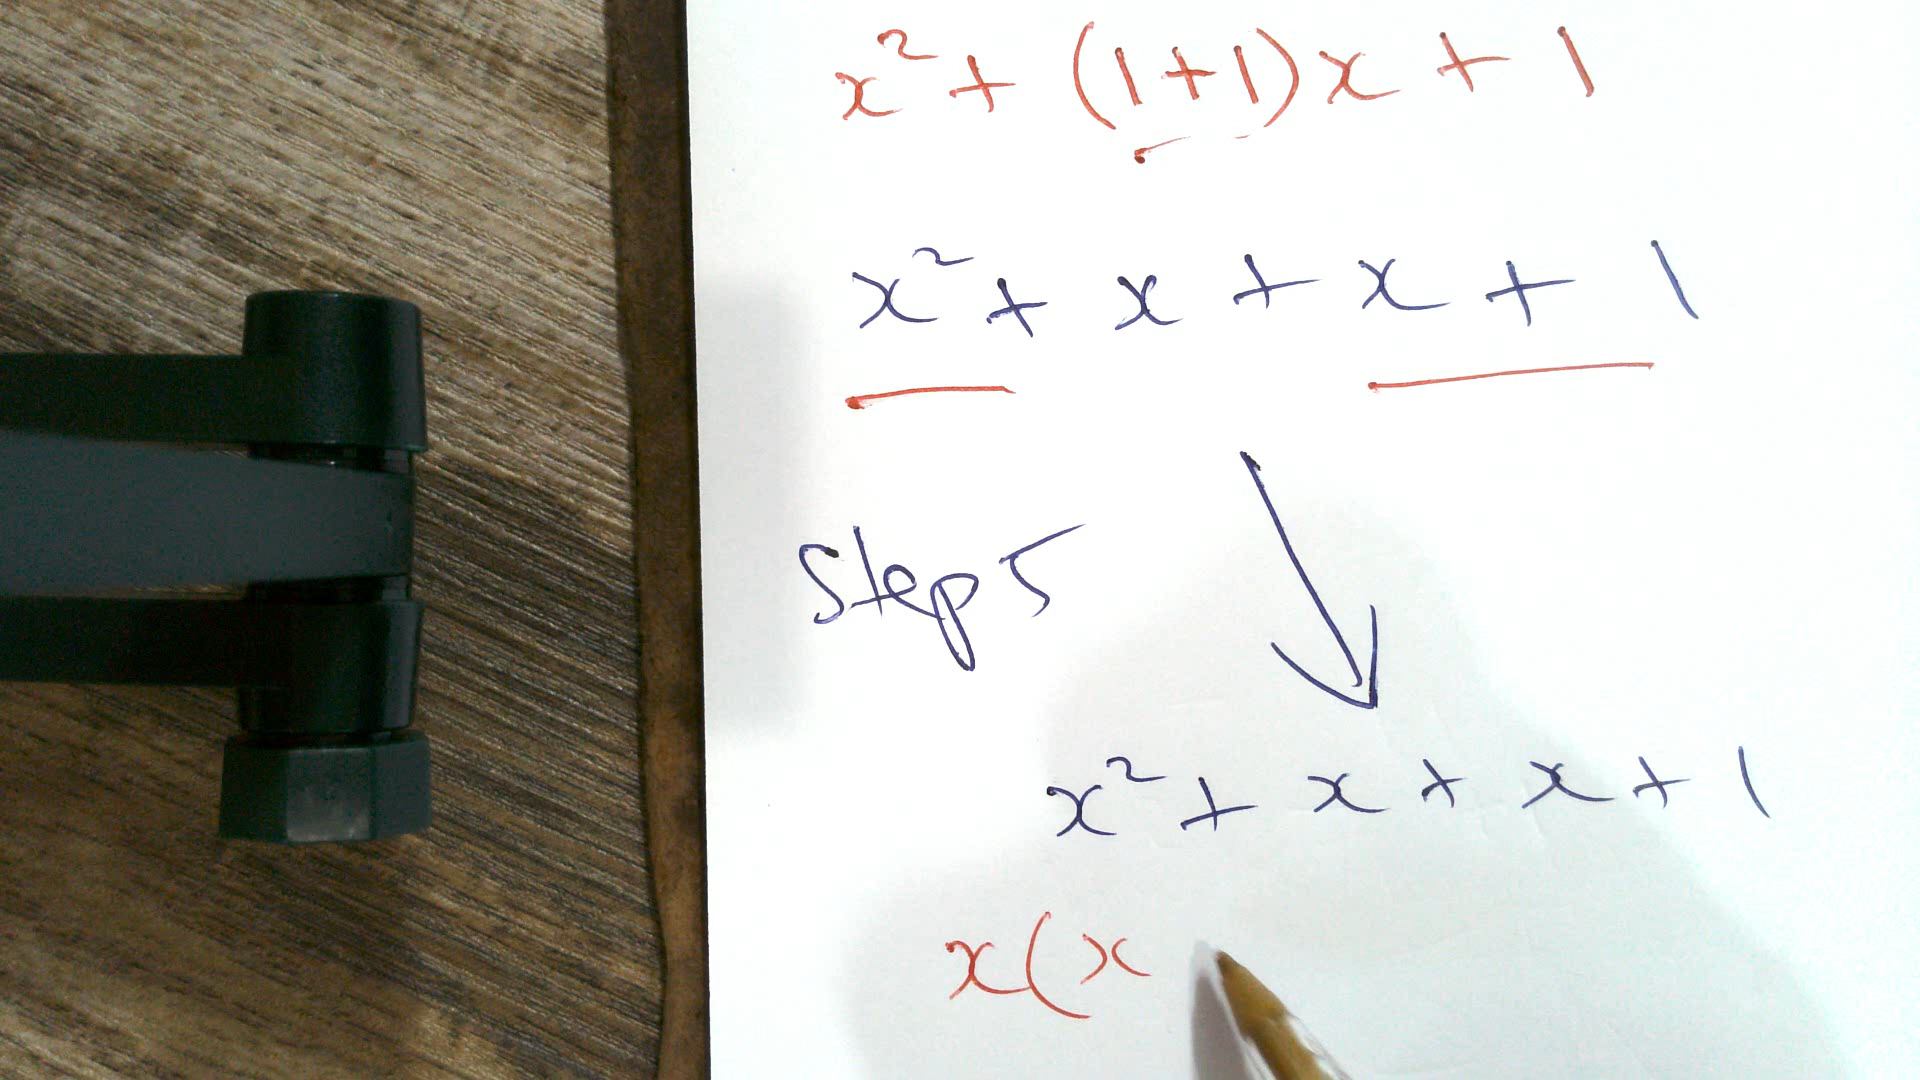 x² + (1+1)x + 1
x² + x + x + 1
Step 5
x² + x + x + 1
x(x